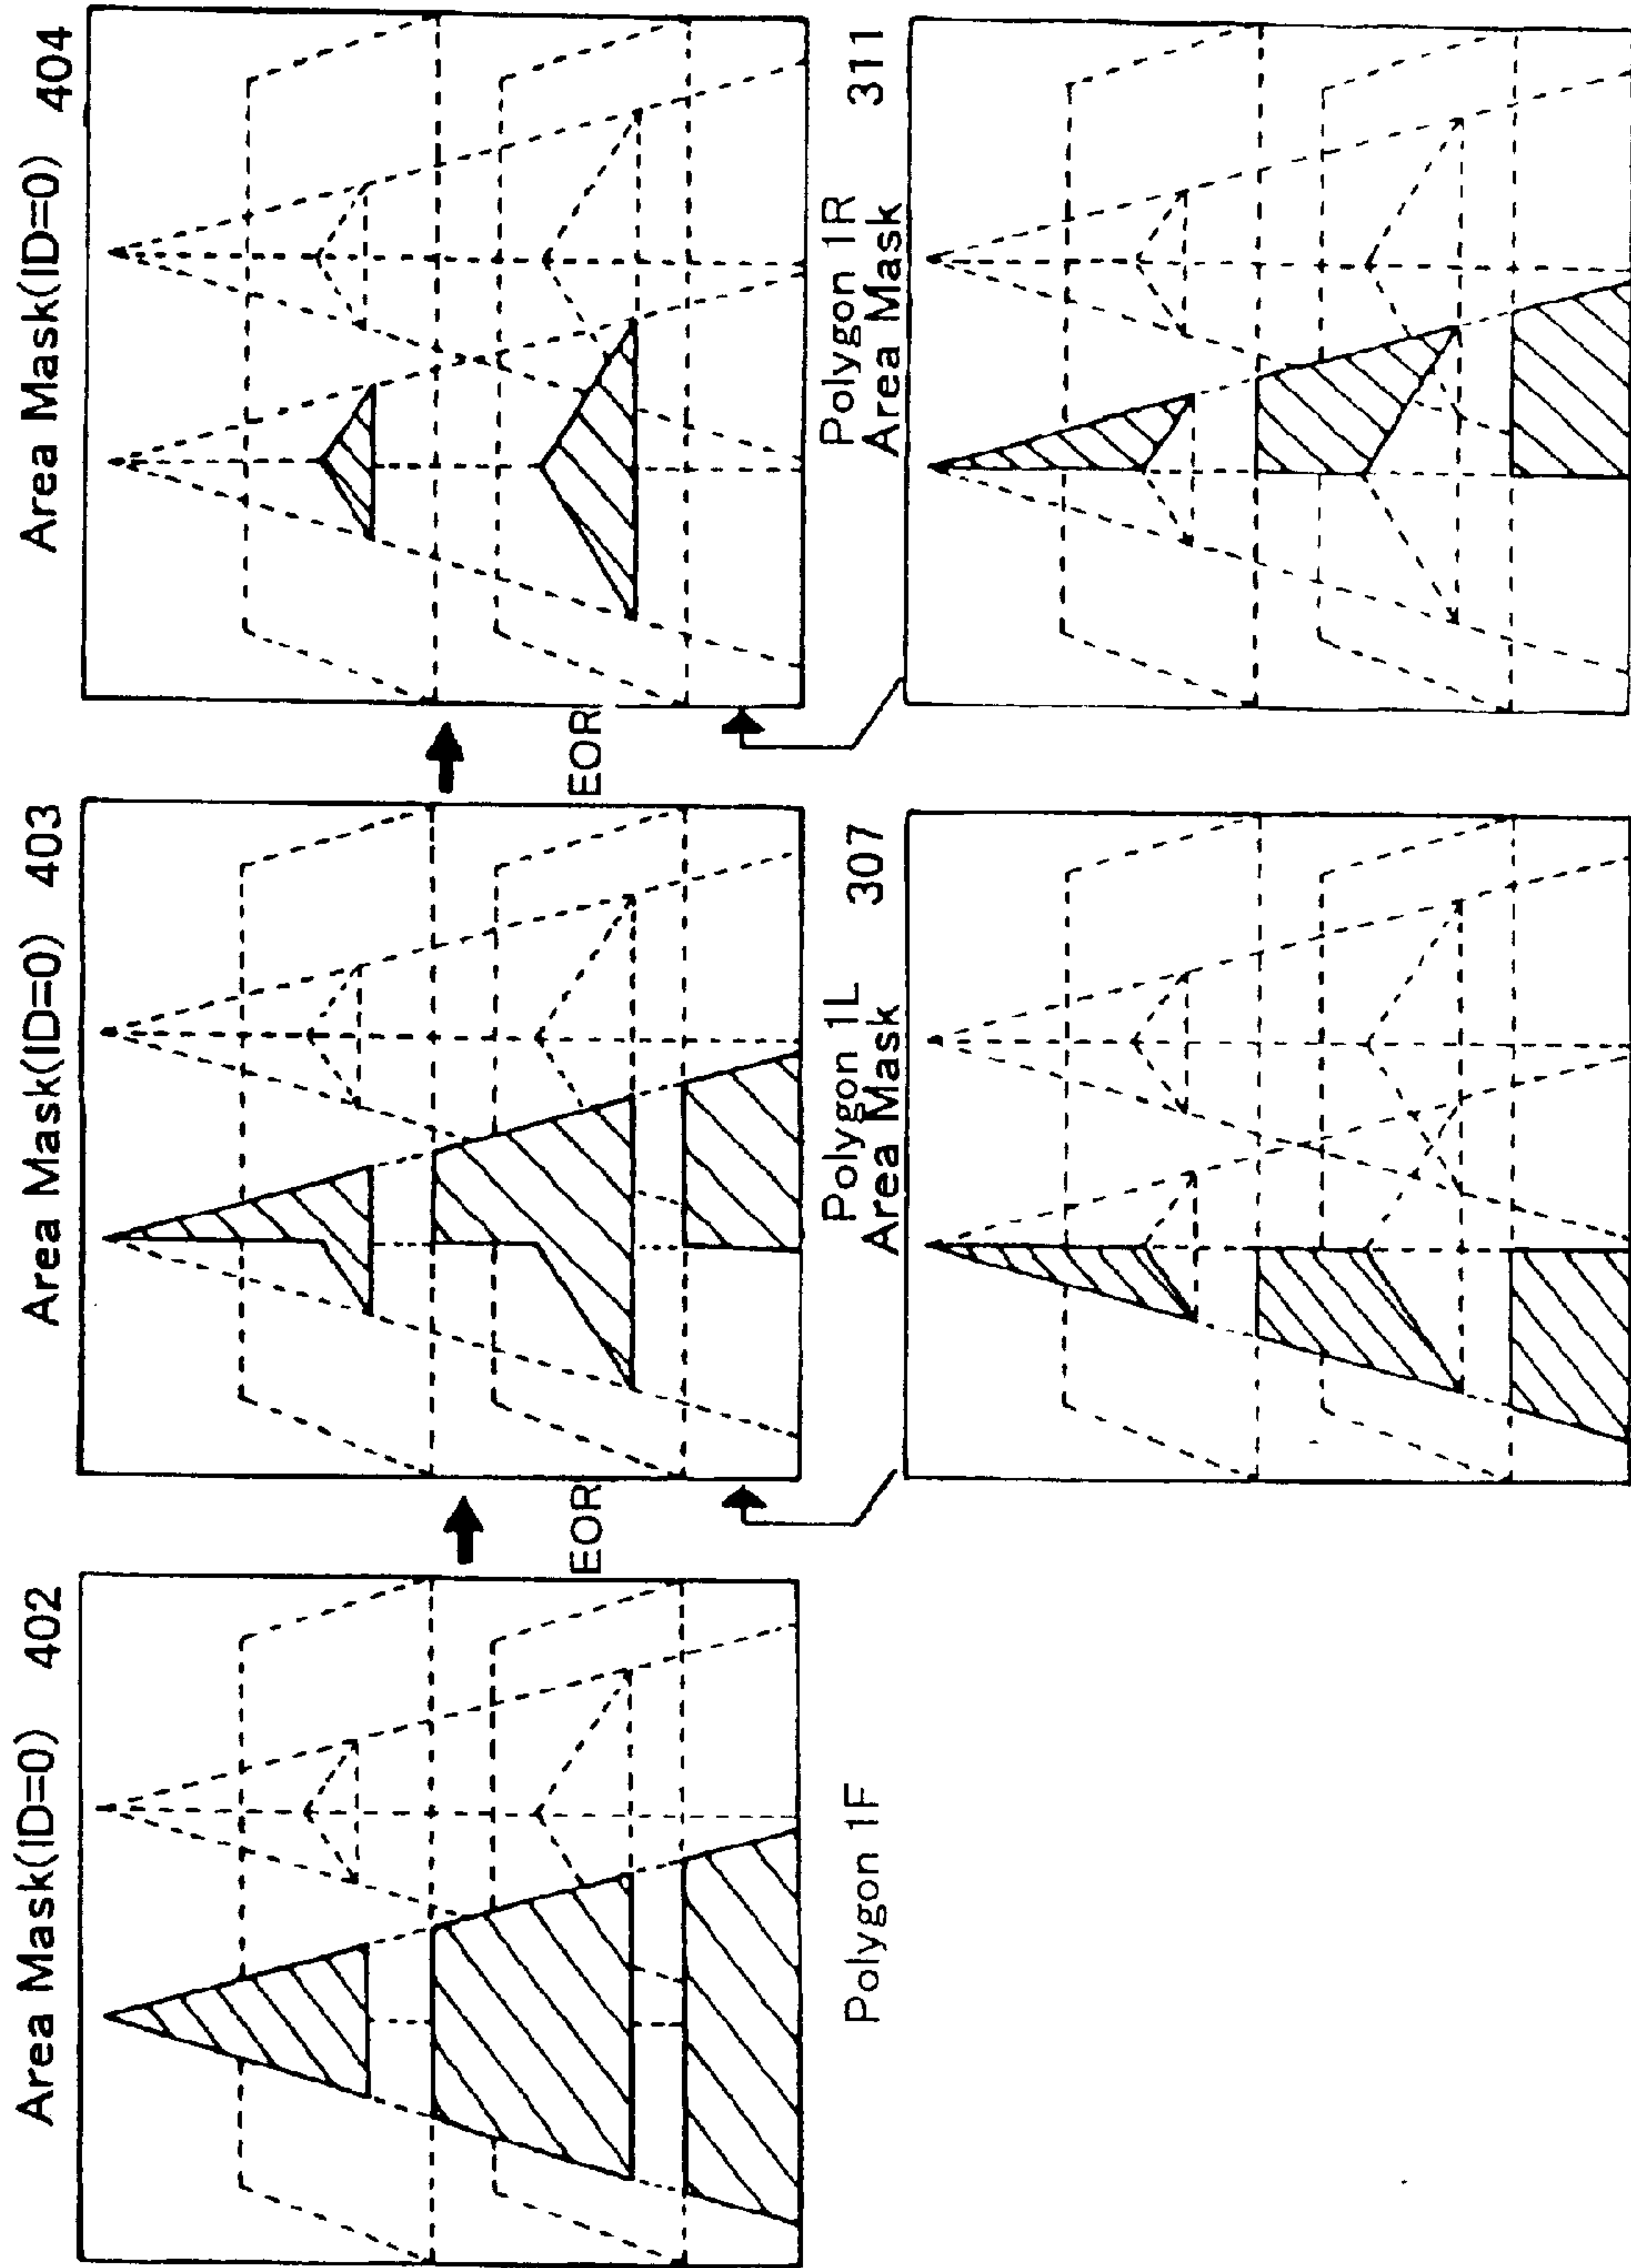 Area Mask(ID=0) 402
Area Mask(ID=0) 403
Area Mask(ID=0) 404
EOR
EOR
Polygon 1F
Polygon 1L
Area Mask 307
Polygon 1R
Area Mask 311